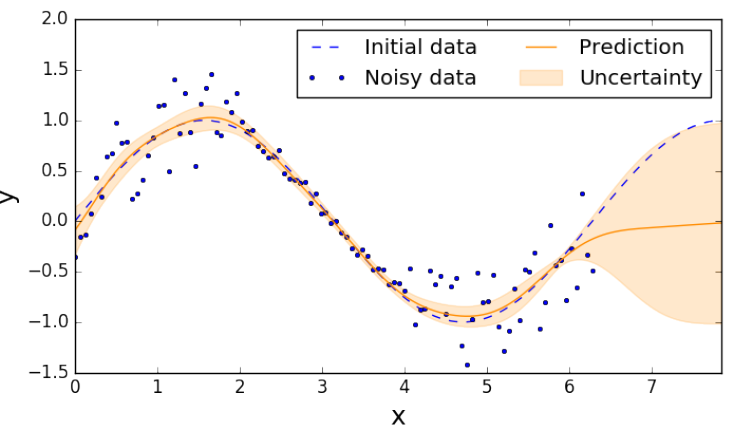 2.0
1.5
1.0
0.5
0.0
−0.5
−1.0
−1.5
y
Initial data
Prediction
Noisy data
Uncertainty
0 1 2 3 4 5 6 7
x